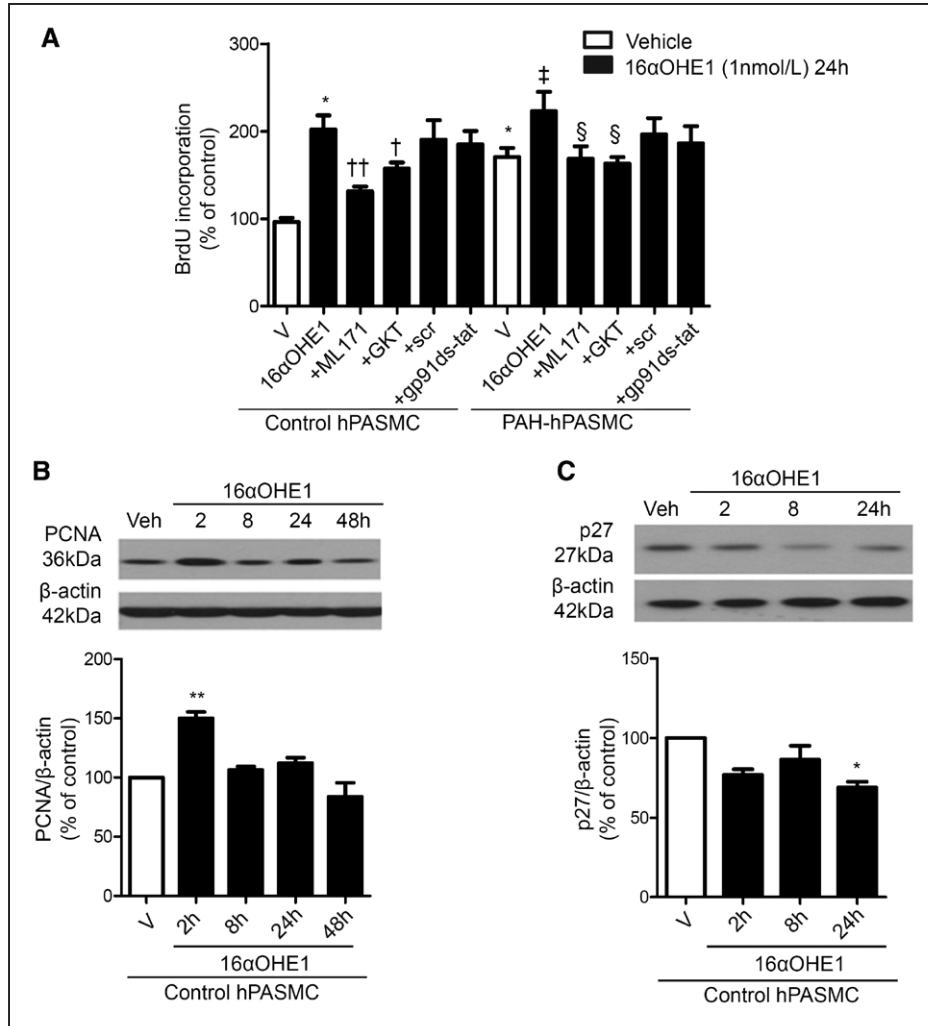 A
BrdU incorporation
(% of control)
300
200
100
0
Vehicle
16αOHE1 (1nmol/L) 24h
*
††
†
*
‡
§
§
V
16αOHE1
+ML171
+GKT
+scr
+gp91ds-tat
V
16αOHE1
+ML171
+GKT
+scr
+gp91ds-tat
Control hPASMC
PAH-hPASMC
B
16αOHE1
Veh 2 8 24 48h
PCNA
36kDa
β-actin
42kDa
PCNA/β-actin
(% of control)
200
150
100
50
0
**
V
2h
8h
24h
48h
16αOHE1
Control hPASMC
C
16αOHE1
Veh 2 8 24h
p27
27kDa
β-actin
42kDa
p27/β-actin
(% of control)
150
100
50
0
*
V
2h
8h
24h
16αOHE1
Control hPASMC